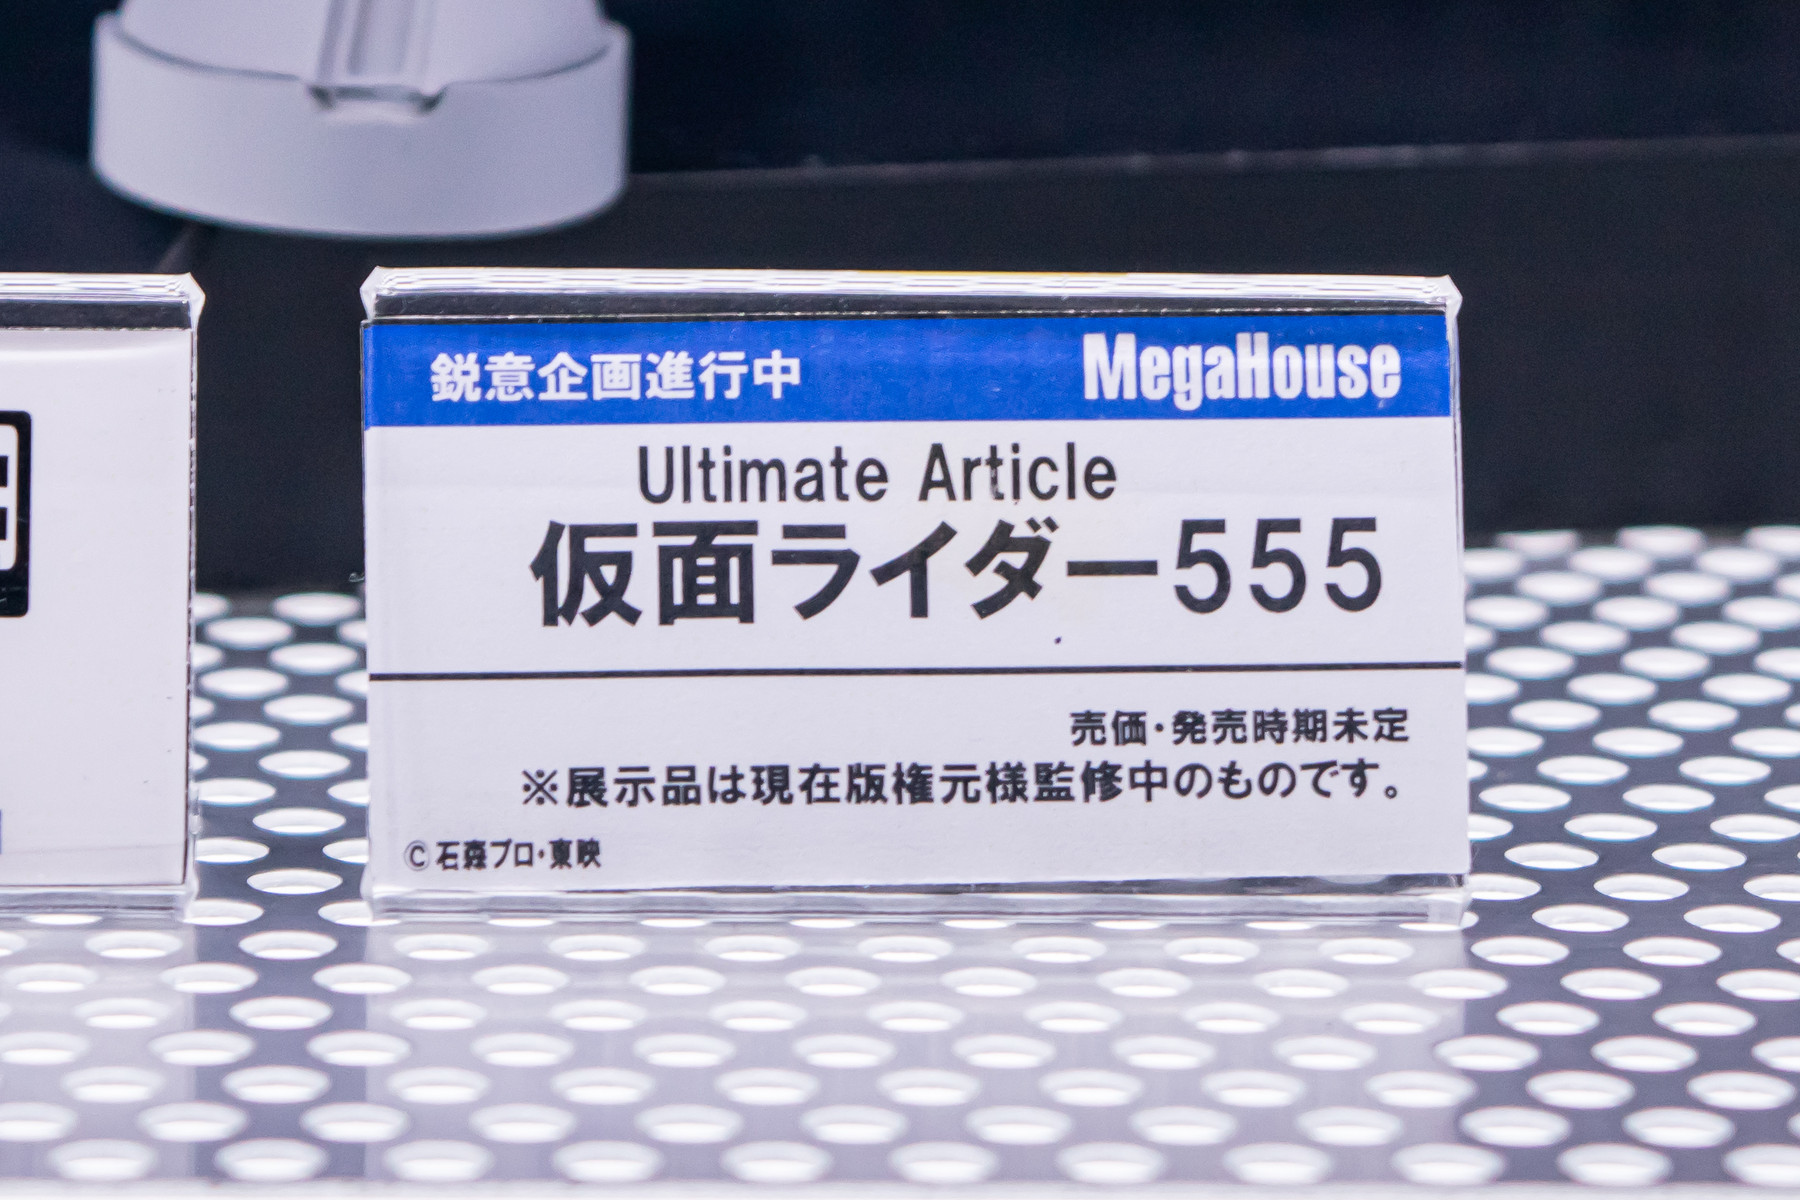 鋭意企画進行中 MegaHouse
Ultimate Article
仮面ライダー555
売価・発売時期未定
※展示品は現在版権元様監修中のものです。
©石森プロ・東映